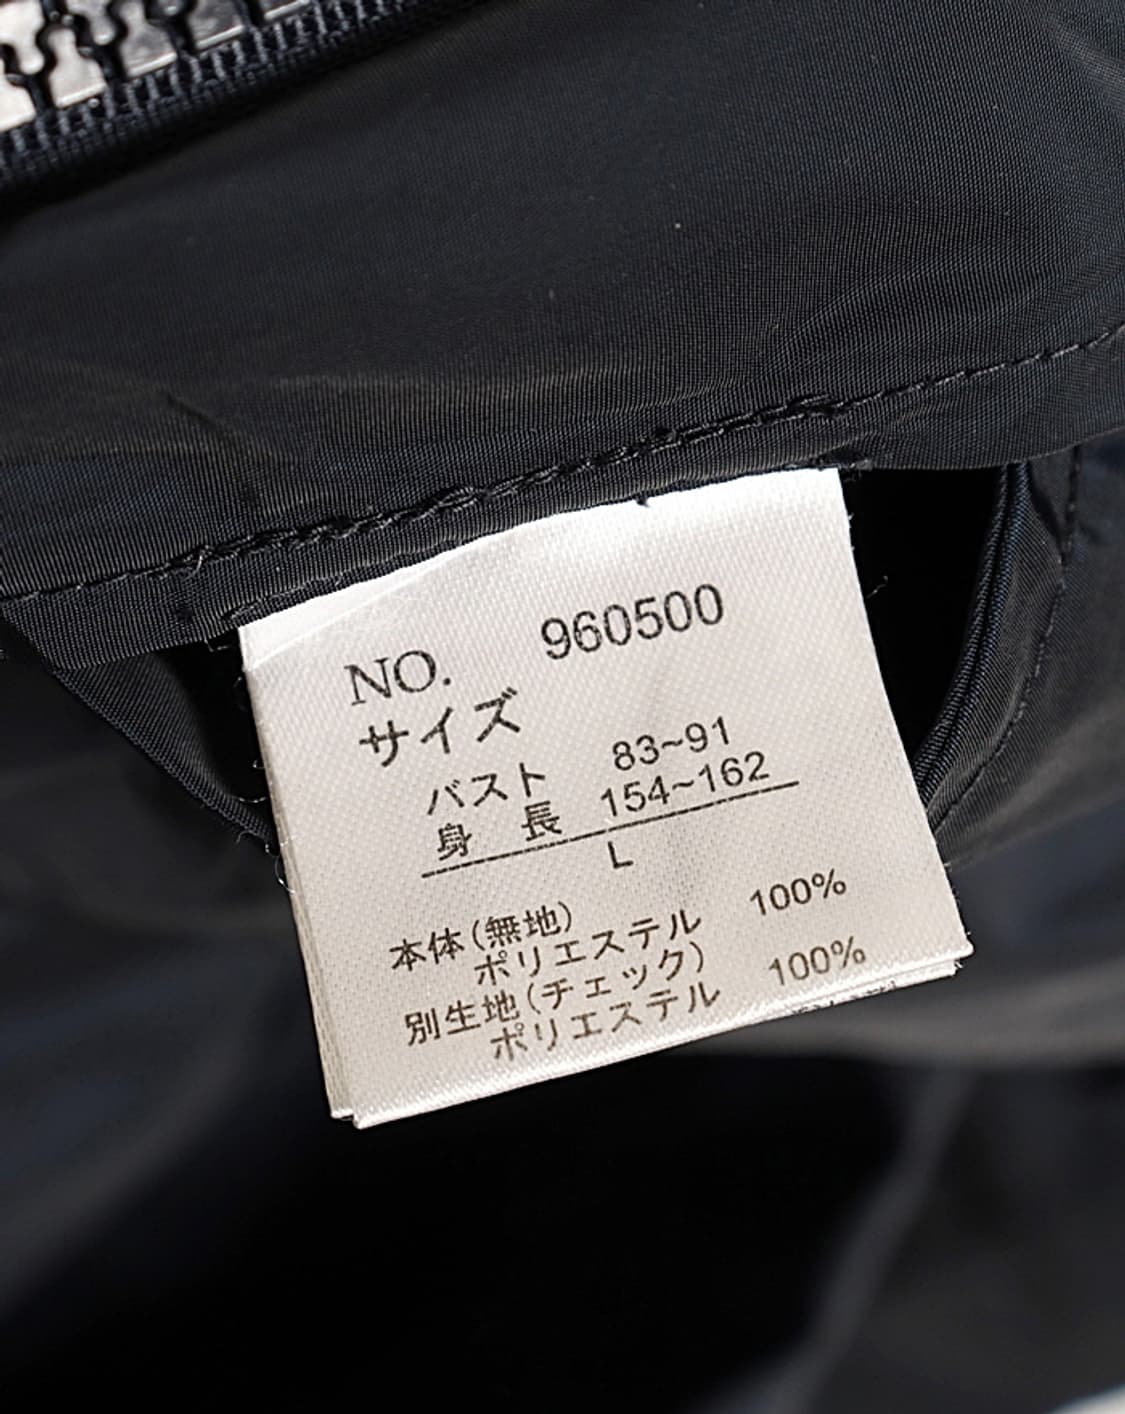 NO. 960500
サイズ
バスト 83~91
身 長 154~162
L
本体(無地)
ポリエステル 100%
別生地(チェック)
ポリエステル 100%